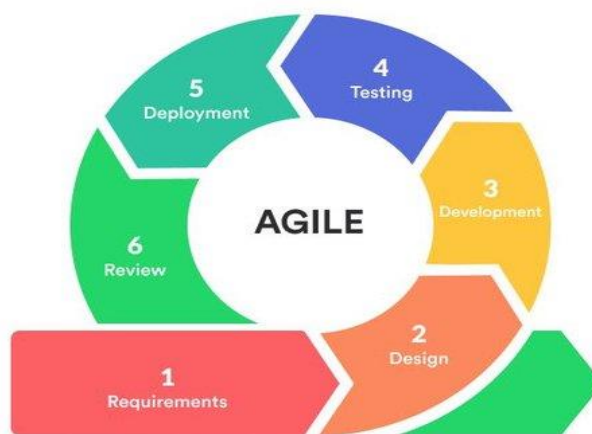 AGILE
1
Requirements
2
Design
3
Development
4
Testing
5
Deployment
6
Review